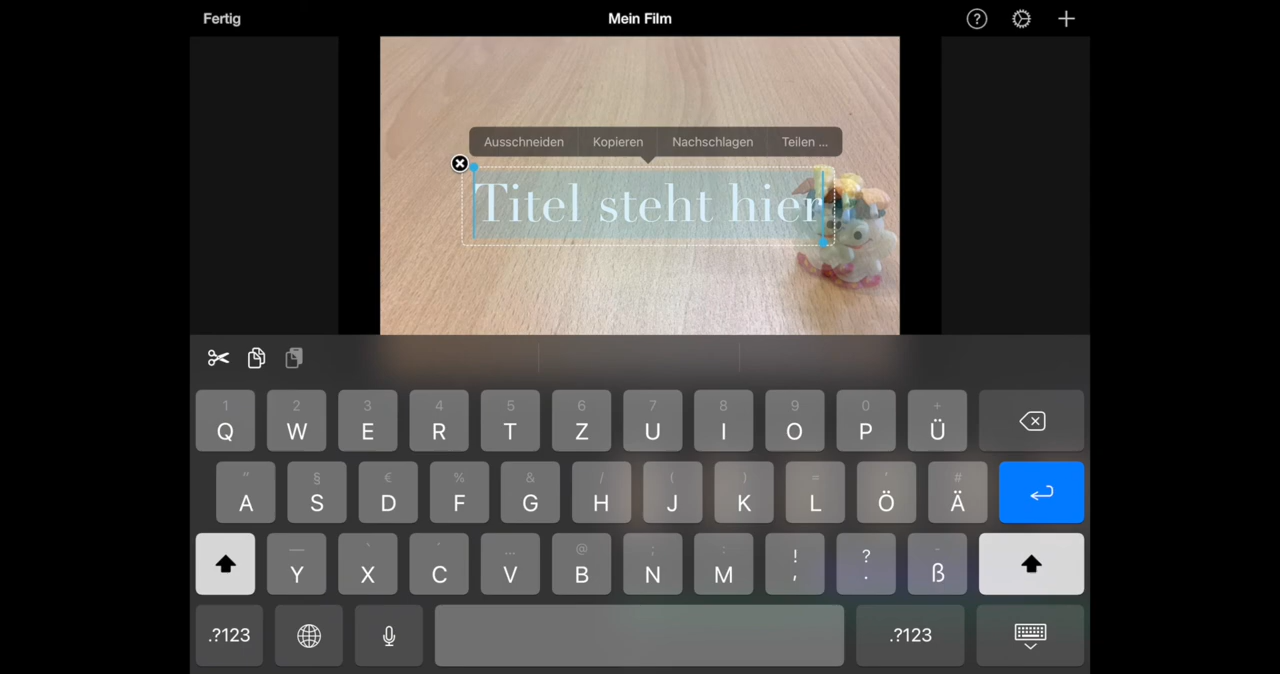 Fertig Mein Film ?
Ausschneiden Kopieren Nachschlagen Teilen ...
Titel steht hier
1 2 3 4 5 6 7 8 9 0 +
Q W E R T Z U I O P Ü
" § € % & / ( ) = ' #
A S D F G H J K L Ö Ä
— ` ´ ... @ ; : ! ? -
Y X C V B N M , . ß
.?123 .?123